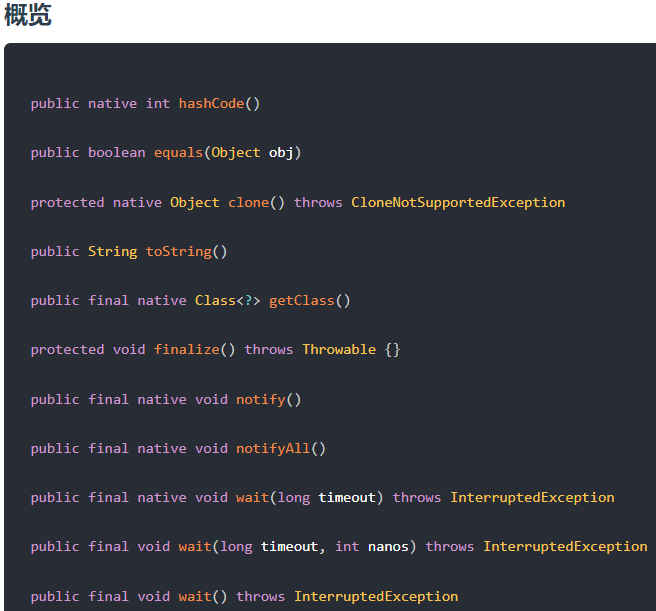 概览
public native int hashCode()
public boolean equals(Object obj)
protected native Object clone() throws CloneNotSupportedException
public String toString()
public final native Class<?> getClass()
protected void finalize() throws Throwable {}
public final native void notify()
public final native void notifyAll()
public final native void wait(long timeout) throws InterruptedException
public final void wait(long timeout, int nanos) throws InterruptedException
public final void wait() throws InterruptedException